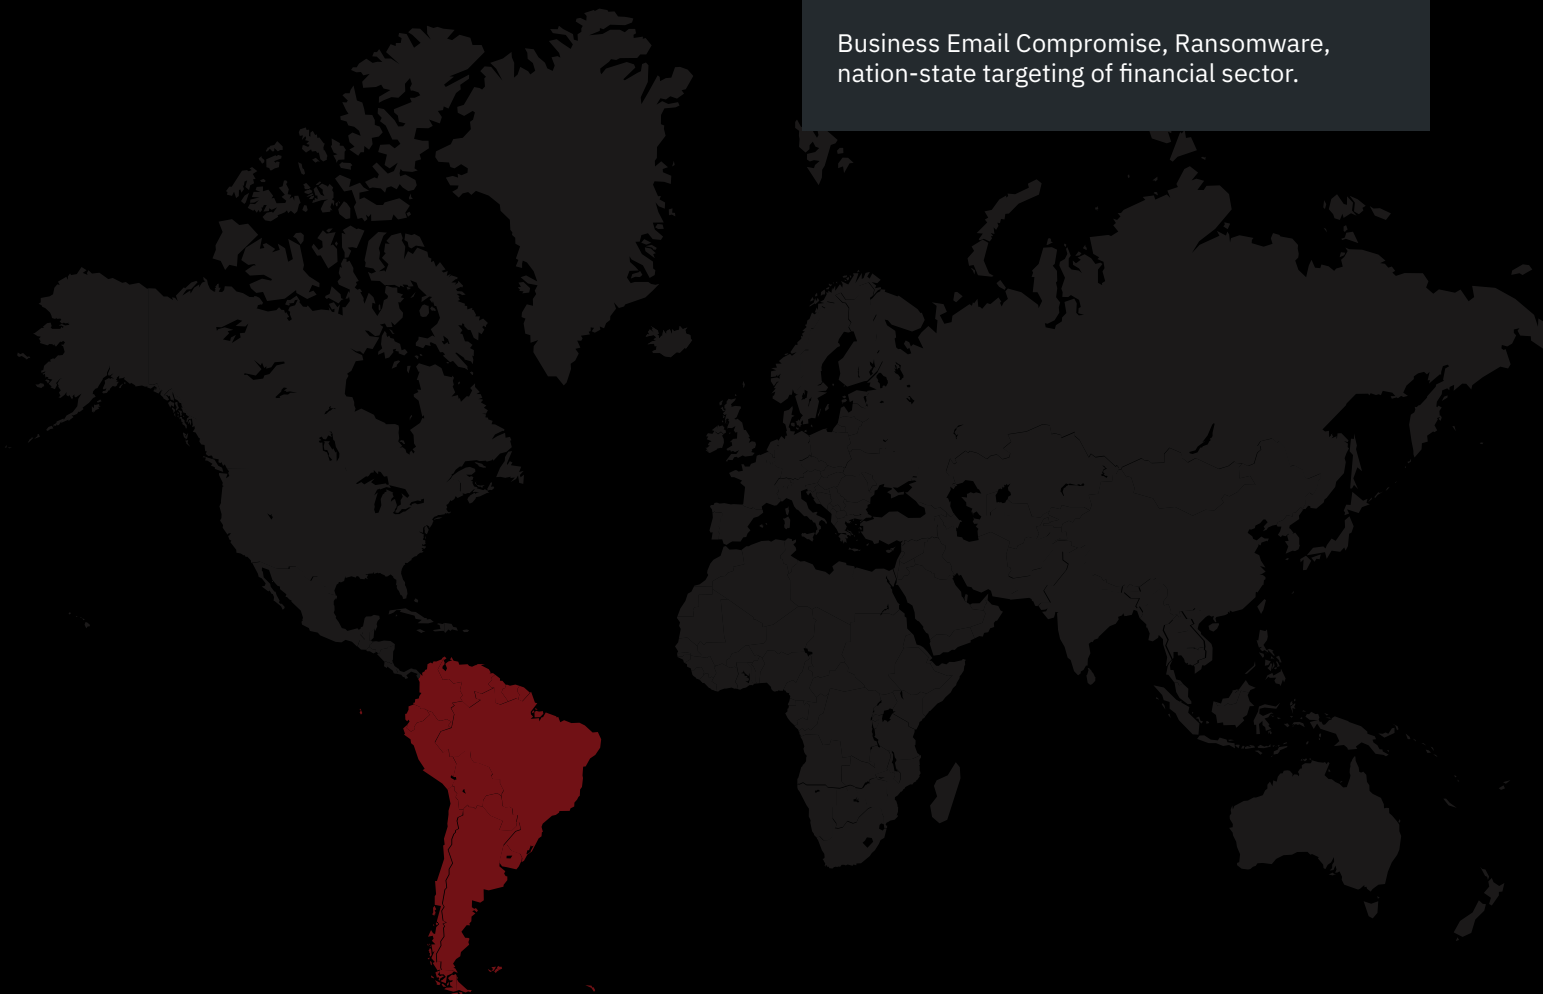 Business Email Compromise, Ransomware,
nation-state targeting of financial sector.